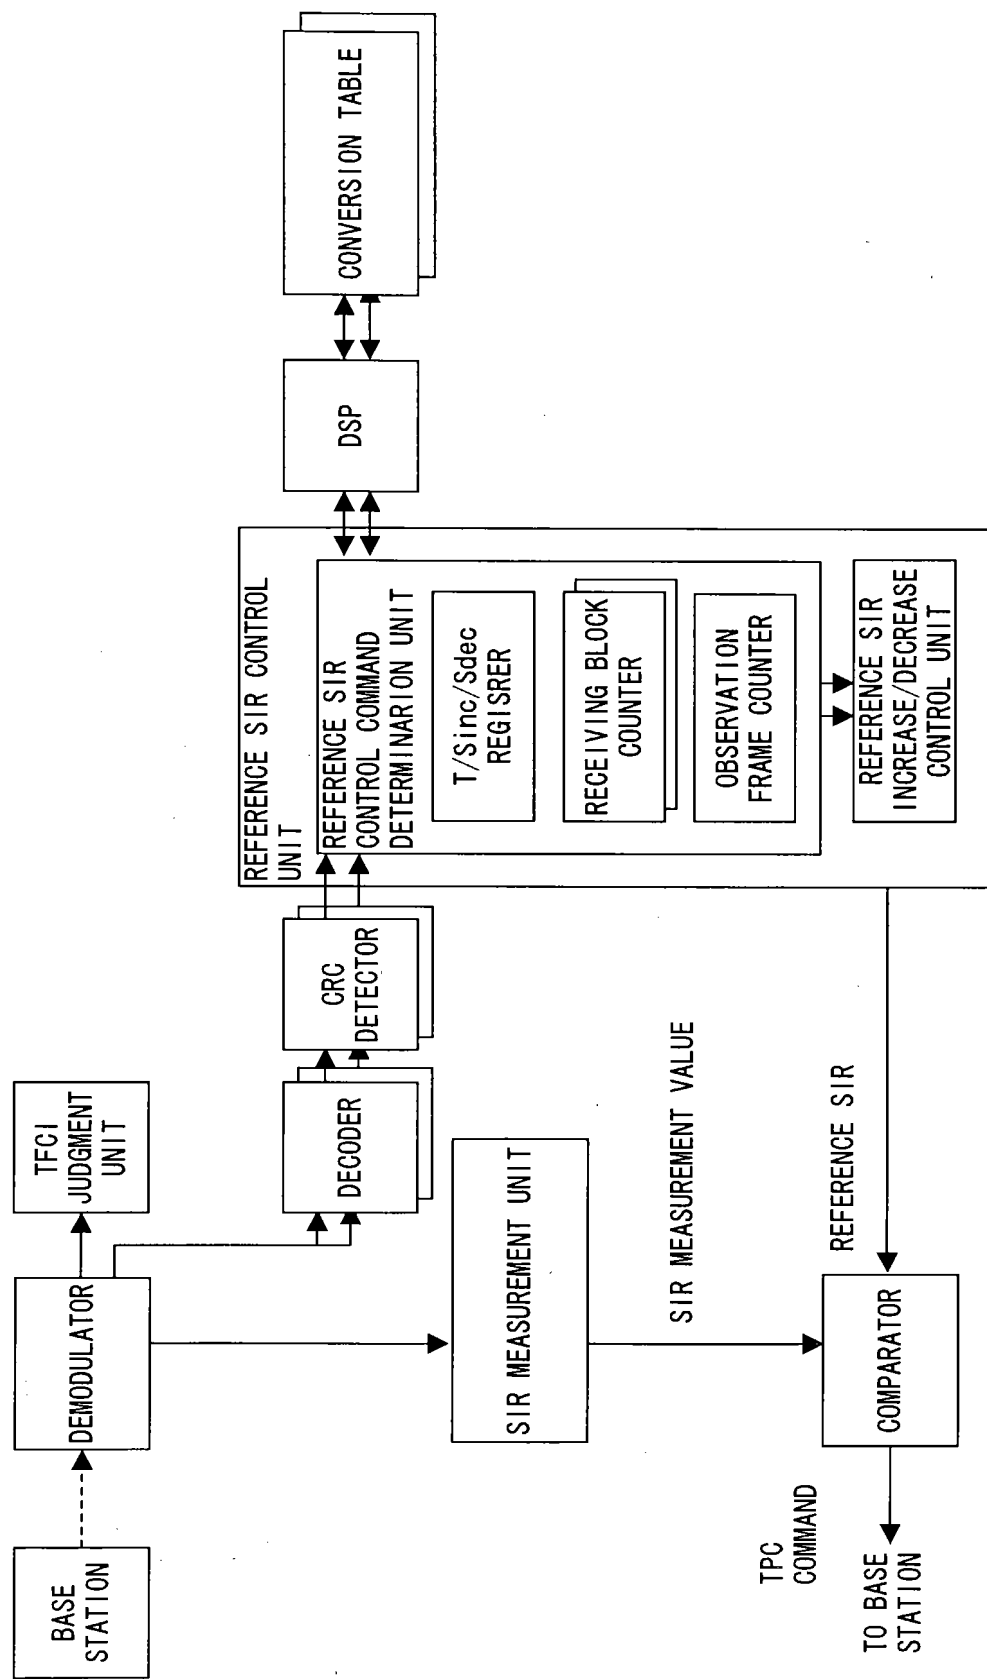 BASE
STATION
DEMODULATOR
TFCI
JUDGMENT
UNIT
DECODER
CRC
DETECTOR
REFERENCE SIR CONTROL
UNIT
REFERENCE SIR
CONTROL COMMAND
DETERMINARION UNIT
T/Sinc/Sdec
REGISRER
RECEIVING BLOCK
COUNTER
OBSERVATION
FRAME COUNTER
REFERENCE SIR
INCREASE/DECREASE
CONTROL UNIT
DSP
CONVERSION TABLE
SIR MEASUREMENT UNIT
SIR MEASUREMENT VALUE
REFERENCE SIR
COMPARATOR
TPC
COMMAND
TO BASE
STATION